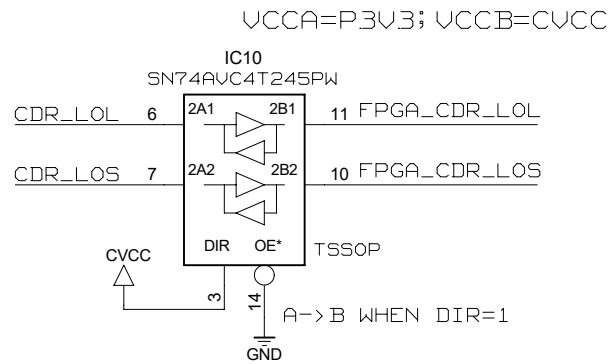 VCCA=P3V3; VCCB=CVCC
IC10
SN74AVC4T245PW
CDR_LOL 6 2A1 2B1 11 FPGA_CDR_LOL
CDR_LOS 7 2A2 2B2 10 FPGA_CDR_LOS
DIR OE* TSSOP
CVCC
3 14 A->B WHEN DIR=1
GND